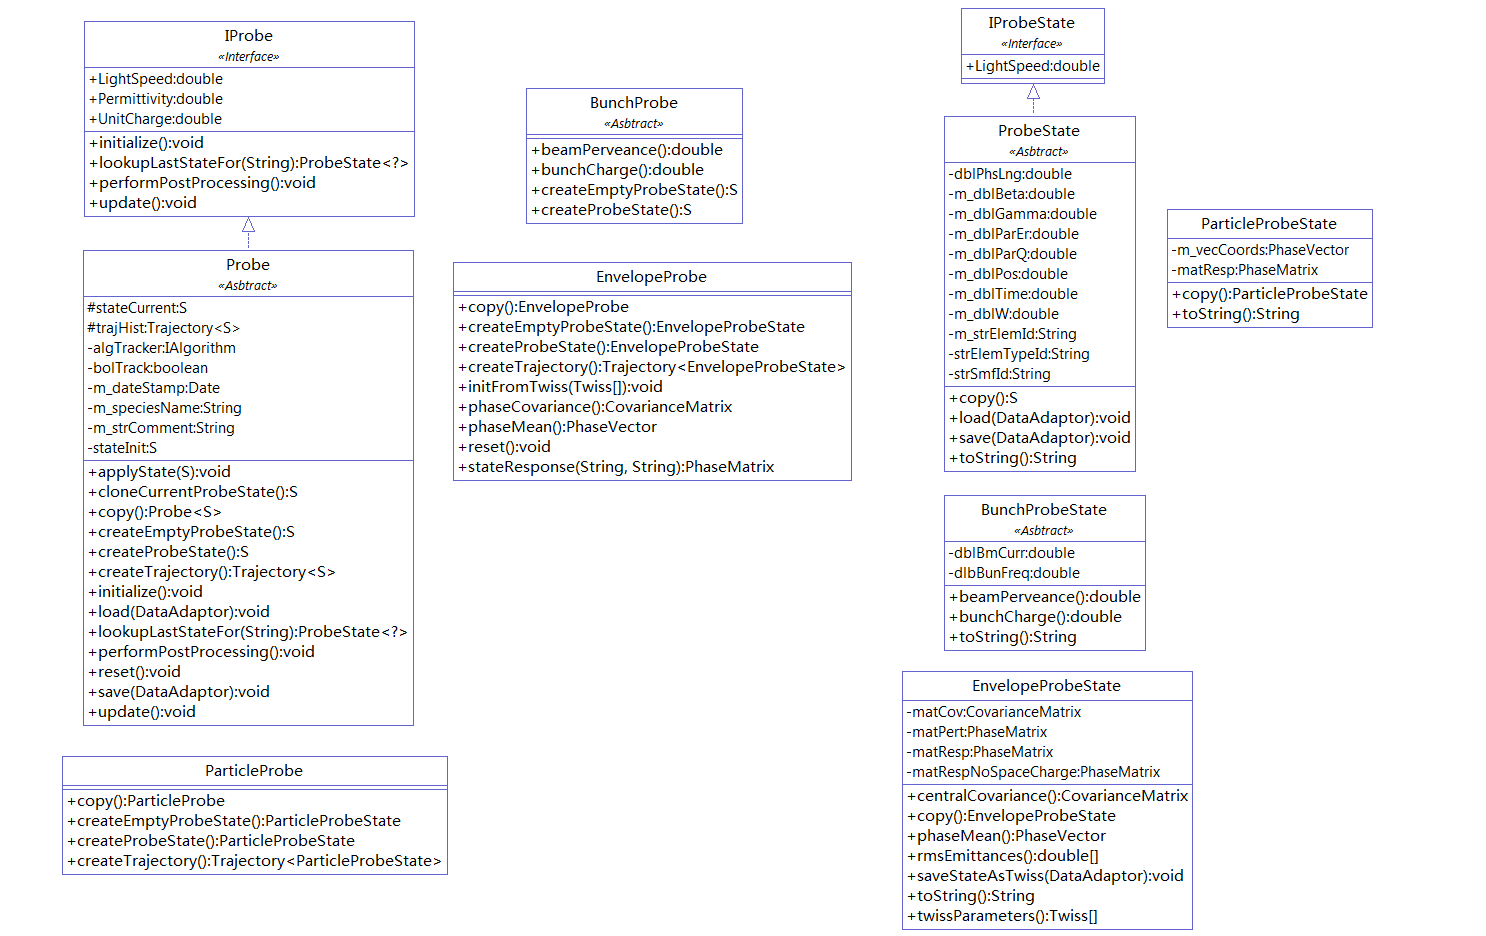 IProbe
«Interface»
+LightSpeed:double
+Permittivity:double
+UnitCharge:double
+initialize():void
+lookupLastStateFor(String):ProbeState<?>
+performPostProcessing():void
+update():void
Probe
«Asbtract»
#stateCurrent:S
#trajHist:Trajectory<S>
-algTracker:IAlgorithm
-bolTrack:boolean
-m_dateStamp:Date
-m_speciesName:String
-m_strComment:String
-stateInit:S
+applyState(S):void
+cloneCurrentProbeState():S
+copy():Probe<S>
+createEmptyProbeState():S
+createProbeState():S
+createTrajectory():Trajectory<S>
+initialize():void
+load(DataAdaptor):void
+lookupLastStateFor(String):ProbeState<?>
+performPostProcessing():void
+reset():void
+save(DataAdaptor):void
+update():void
ParticleProbe
+copy():ParticleProbe
+createEmptyProbeState():ParticleProbeState
+createProbeState():ParticleProbeState
+createTrajectory():Trajectory<ParticleProbeState>
BunchProbe
«Asbtract»
+beamPerveance():double
+bunchCharge():double
+createEmptyProbeState():S
+createProbeState():S
EnvelopeProbe
+copy():EnvelopeProbe
+createEmptyProbeState():EnvelopeProbeState
+createProbeState():EnvelopeProbeState
+createTrajectory():Trajectory<EnvelopeProbeState>
+initFromTwiss(Twiss[]):void
+phaseCovariance():CovarianceMatrix
+phaseMean():PhaseVector
+reset():void
+stateResponse(String, String):PhaseMatrix
IProbeState
«Interface»
+LightSpeed:double
ProbeState
«Asbtract»
-dblPhsLng:double
-m_dblBeta:double
-m_dblGamma:double
-m_dblParEr:double
-m_dblParQ:double
-m_dblPos:double
-m_dblTime:double
-m_dblW:double
-m_strElemId:String
-strElemTypeId:String
-strSmfId:String
+copy():S
+load(DataAdaptor):void
+save(DataAdaptor):void
+toString():String
BunchProbeState
«Asbtract»
-dblBmCurr:double
-dlbBunFreq:double
+beamPerveance():double
+bunchCharge():double
+toString():String
EnvelopeProbeState
-matCov:CovarianceMatrix
-matPert:PhaseMatrix
-matResp:PhaseMatrix
-matRespNoSpaceCharge:PhaseMatrix
+centralCovariance():CovarianceMatrix
+copy():EnvelopeProbeState
+phaseMean():PhaseVector
+rmsEmittances():double[]
+saveStateAsTwiss(DataAdaptor):void
+toString():String
+twissParameters():Twiss[]
ParticleProbeState
-m_vecCoords:PhaseVector
-matResp:PhaseMatrix
+copy():ParticleProbeState
+toString():String